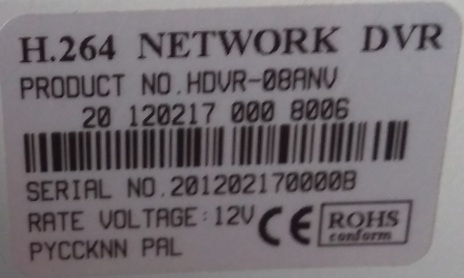 H.264 NETWORK DVR
PRODUCT NO.HDVR-08ANV
20 120217 000 8006
SERIAL NO.201202170000B
RATE VOLTAGE:12V CE ROHS
conform
PYCCKNN PAL